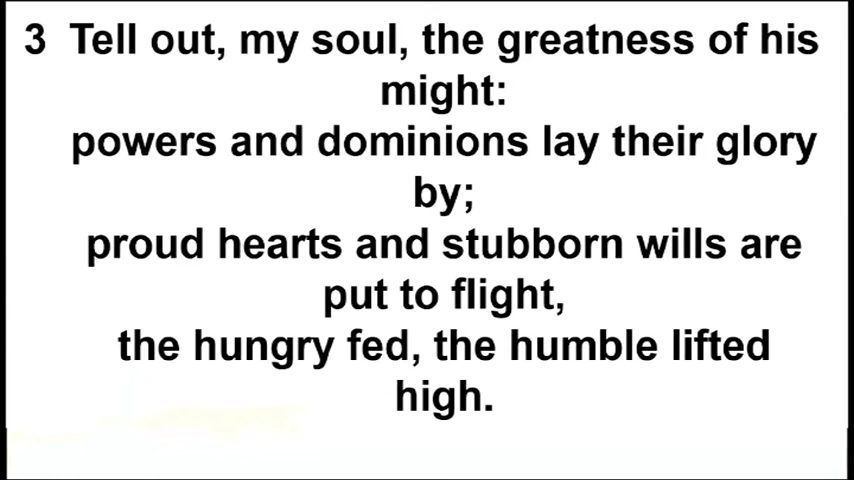 3 Tell out, my soul, the greatness of his
might:
powers and dominions lay their glory
by;
proud hearts and stubborn wills are
put to flight,
the hungry fed, the humble lifted
high.